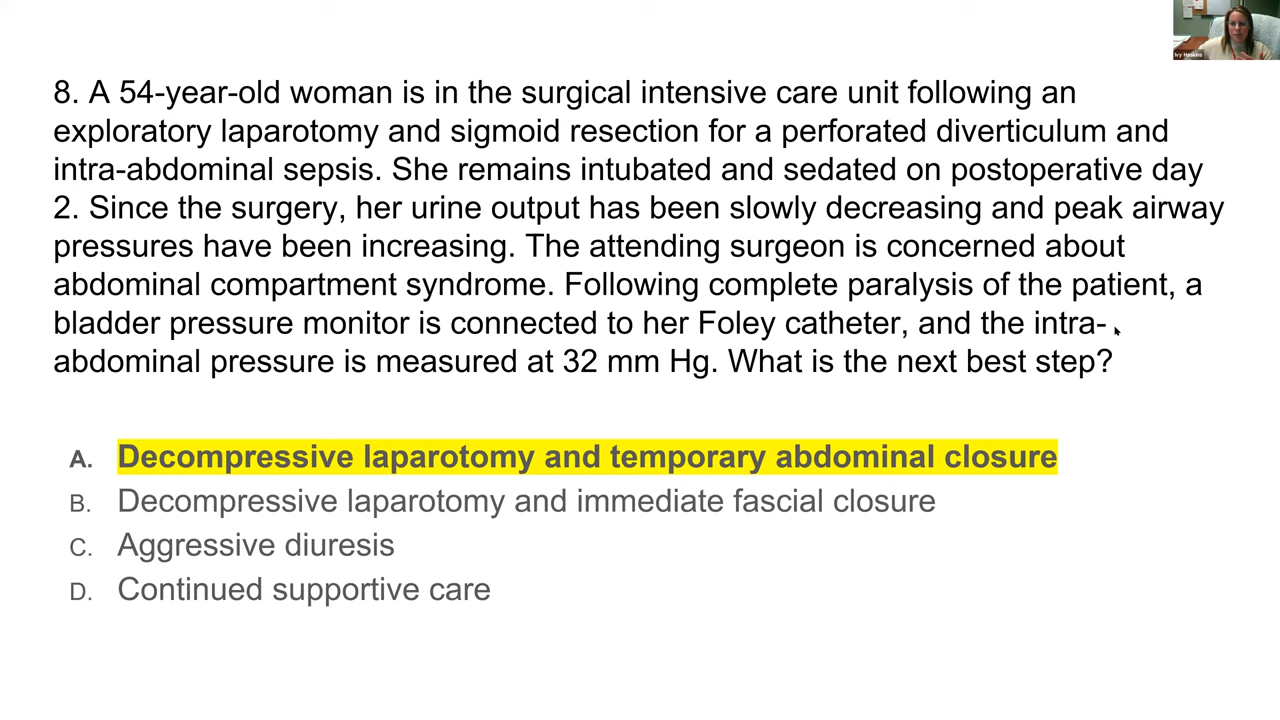 Ivy Haskins
8. A 54-year-old woman is in the surgical intensive care unit following an
exploratory laparotomy and sigmoid resection for a perforated diverticulum and
intra-abdominal sepsis. She remains intubated and sedated on postoperative day
2. Since the surgery, her urine output has been slowly decreasing and peak airway
pressures have been increasing. The attending surgeon is concerned about
abdominal compartment syndrome. Following complete paralysis of the patient, a
bladder pressure monitor is connected to her Foley catheter, and the intra-
abdominal pressure is measured at 32 mm Hg. What is the next best step?
A. Decompressive laparotomy and temporary abdominal closure
B. Decompressive laparotomy and immediate fascial closure
C. Aggressive diuresis
D. Continued supportive care